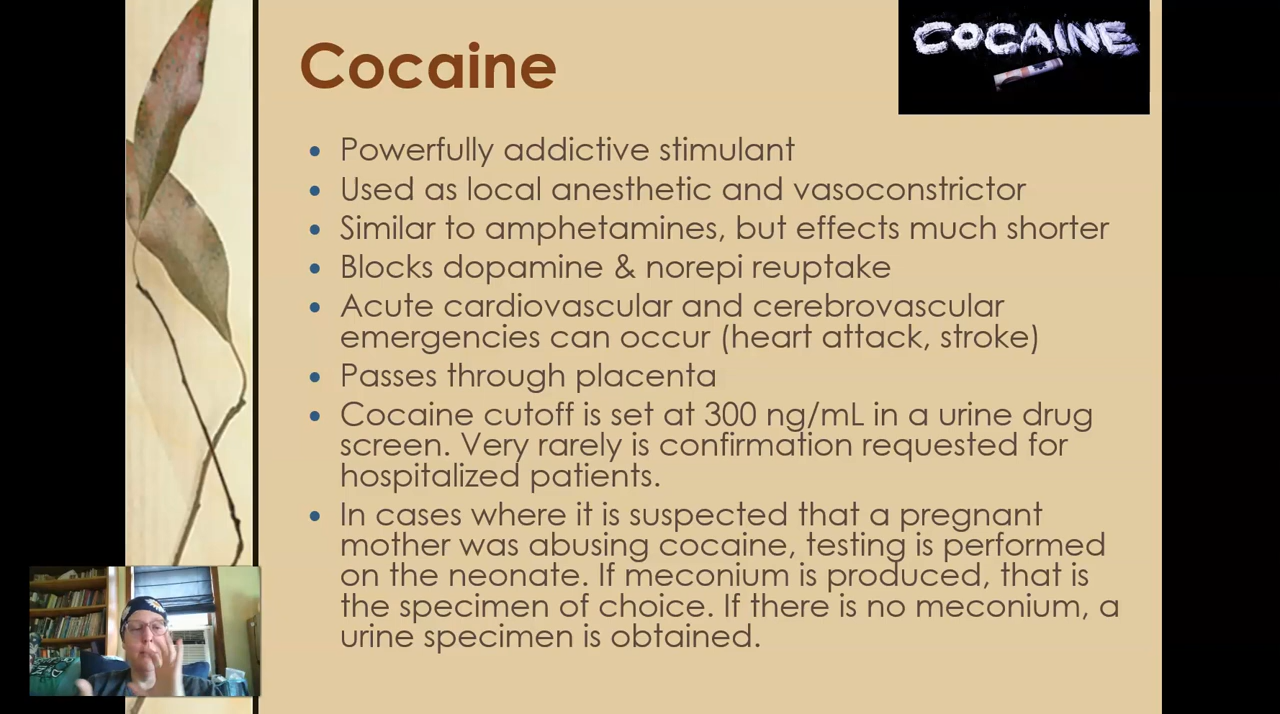 Cocaine
COCAINE
Powerfully addictive stimulant
Used as local anesthetic and vasoconstrictor
Similar to amphetamines, but effects much shorter
Blocks dopamine & norepi reuptake
Acute cardiovascular and cerebrovascular
emergencies can occur (heart attack, stroke)
Passes through placenta
Cocaine cutoff is set at 300 ng/mL in a urine drug
screen. Very rarely is confirmation requested for
hospitalized patients.
In cases where it is suspected that a pregnant
mother was abusing cocaine, testing is performed
on the neonate. If meconium is produced, that is
the specimen of choice. If there is no meconium, a
urine specimen is obtained.